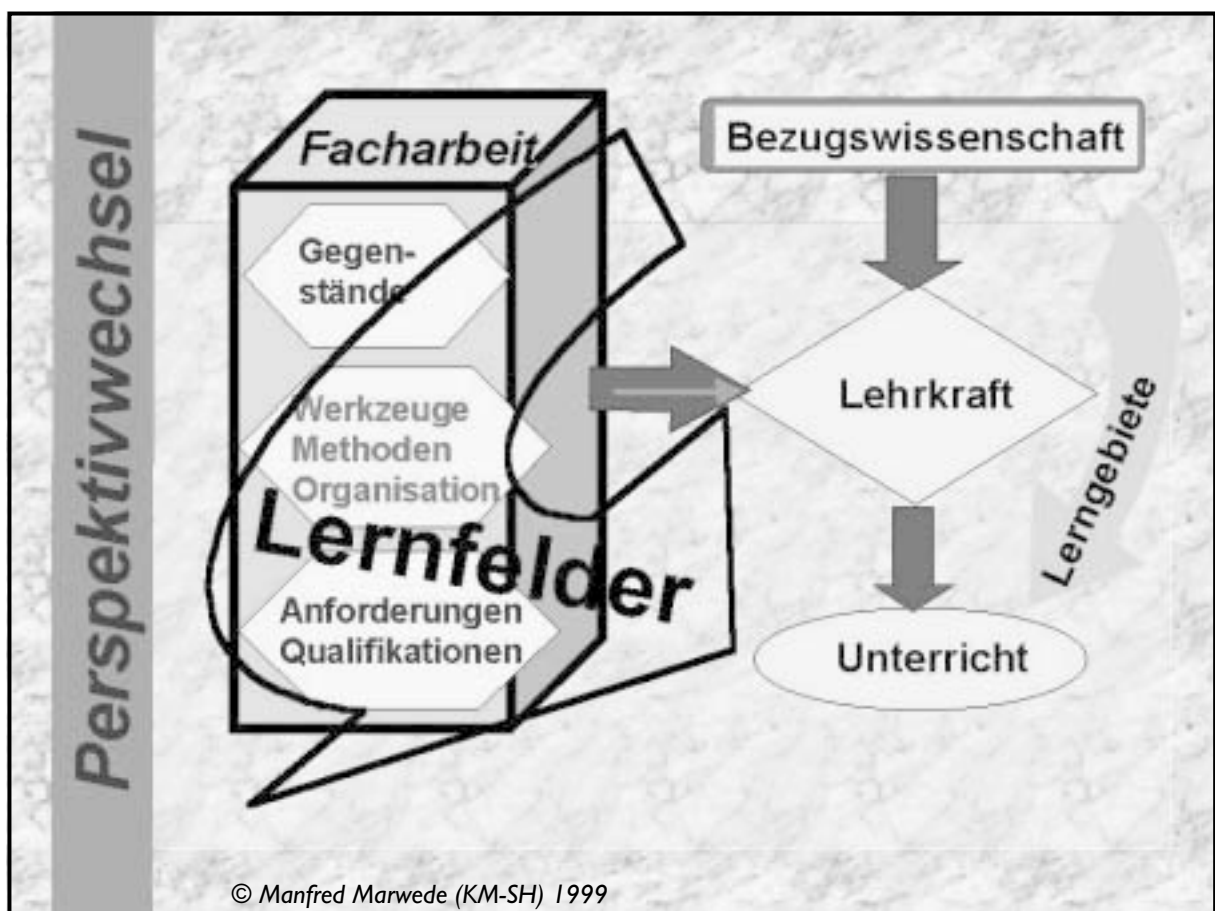 Perspektivwechsel
Facharbeit
Gegen-
stände
Werkzeuge
Methoden
Organisation
Lernfelder
Anforderungen
Qualifikationen
Bezugswissenschaft
Lehrkraft
Lerngebiete
Unterricht
© Manfred Marwede (KM-SH) 1999